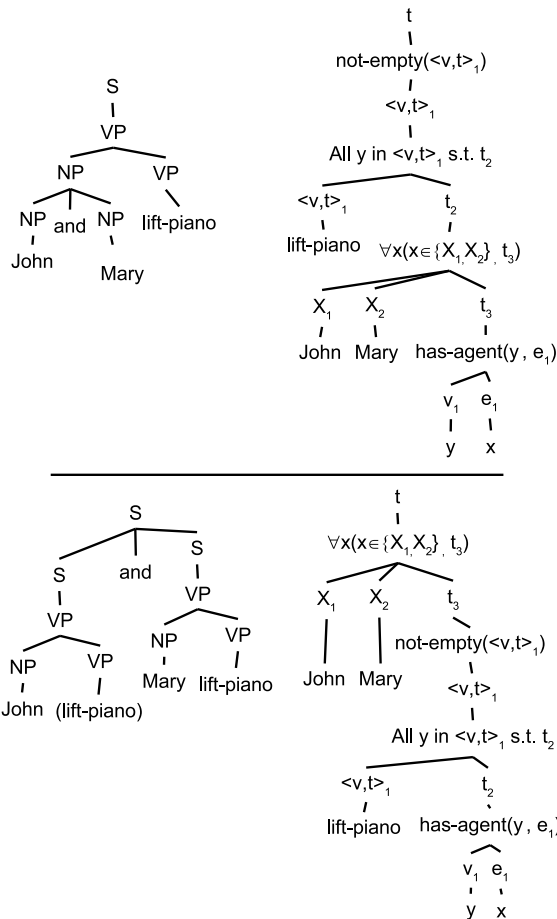 S
VP
NP VP
NP and NP lift-piano
John
Mary
t
not-empty(<v,t>₁)
<v,t>₁
All y in <v,t>₁ s.t. t₂
<v,t>₁ t₂
lift-piano ∀x(x∈{X₁,X₂}, t₃)
X₁ X₂ t₃
John Mary has-agent(y , e₁)
v₁ e₁
y x
S
S and S
VP VP
NP VP NP VP
John (lift-piano) Mary lift-piano
t
∀x(x∈{X₁,X₂}, t₃)
X₁ X₂ t₃
John Mary not-empty(<v,t>₁)
<v,t>₁
All y in <v,t>₁ s.t. t₂
<v,t>₁ t₂
lift-piano has-agent(y , e₁)
v₁ e₁
y x